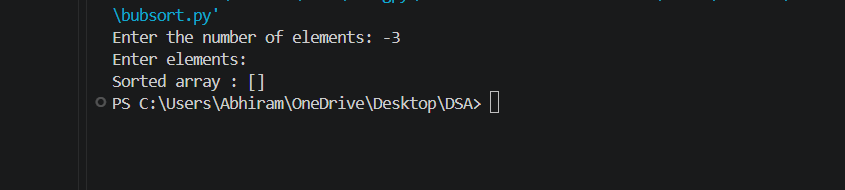 \bubsort.py'
Enter the number of elements: -3
Enter elements:
Sorted array : []
PS C:\Users\Abhiram\OneDrive\Desktop\DSA>